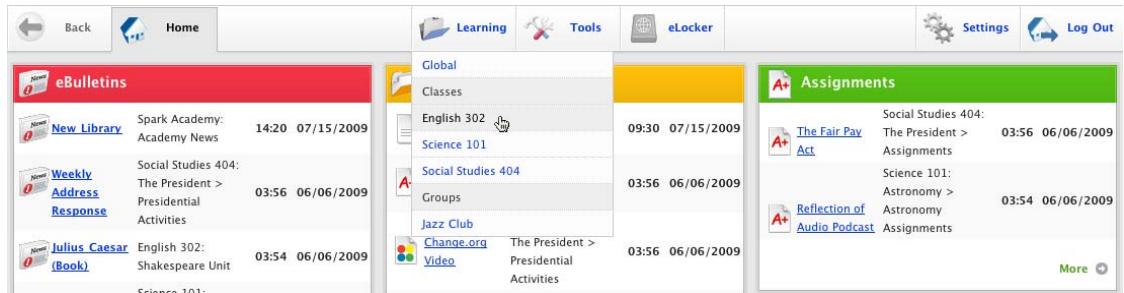 Back
Home
Learning
Tools
eLocker
Settings
Log Out
Global
Classes
English 302
Science 101
Social Studies 404
Groups
Jazz Club
eBulletins
New Library
Spark Academy:
Academy News
14:20 07/15/2009
Weekly
Address
Response
Social Studies 404:
The President >
Presidential
Activities
03:56 06/06/2009
Julius Caesar
(Book)
English 302:
Shakespeare Unit
03:54 06/06/2009
09:30 07/15/2009
03:56 06/06/2009
Change.org
Video
The President >
Presidential
Activities
03:56 06/06/2009
Assignments
The Fair Pay
Act
Social Studies 404:
The President >
Assignments
03:56 06/06/2009
Reflection of
Audio Podcast
Science 101:
Astronomy >
Astronomy
Assignments
03:54 06/06/2009
More